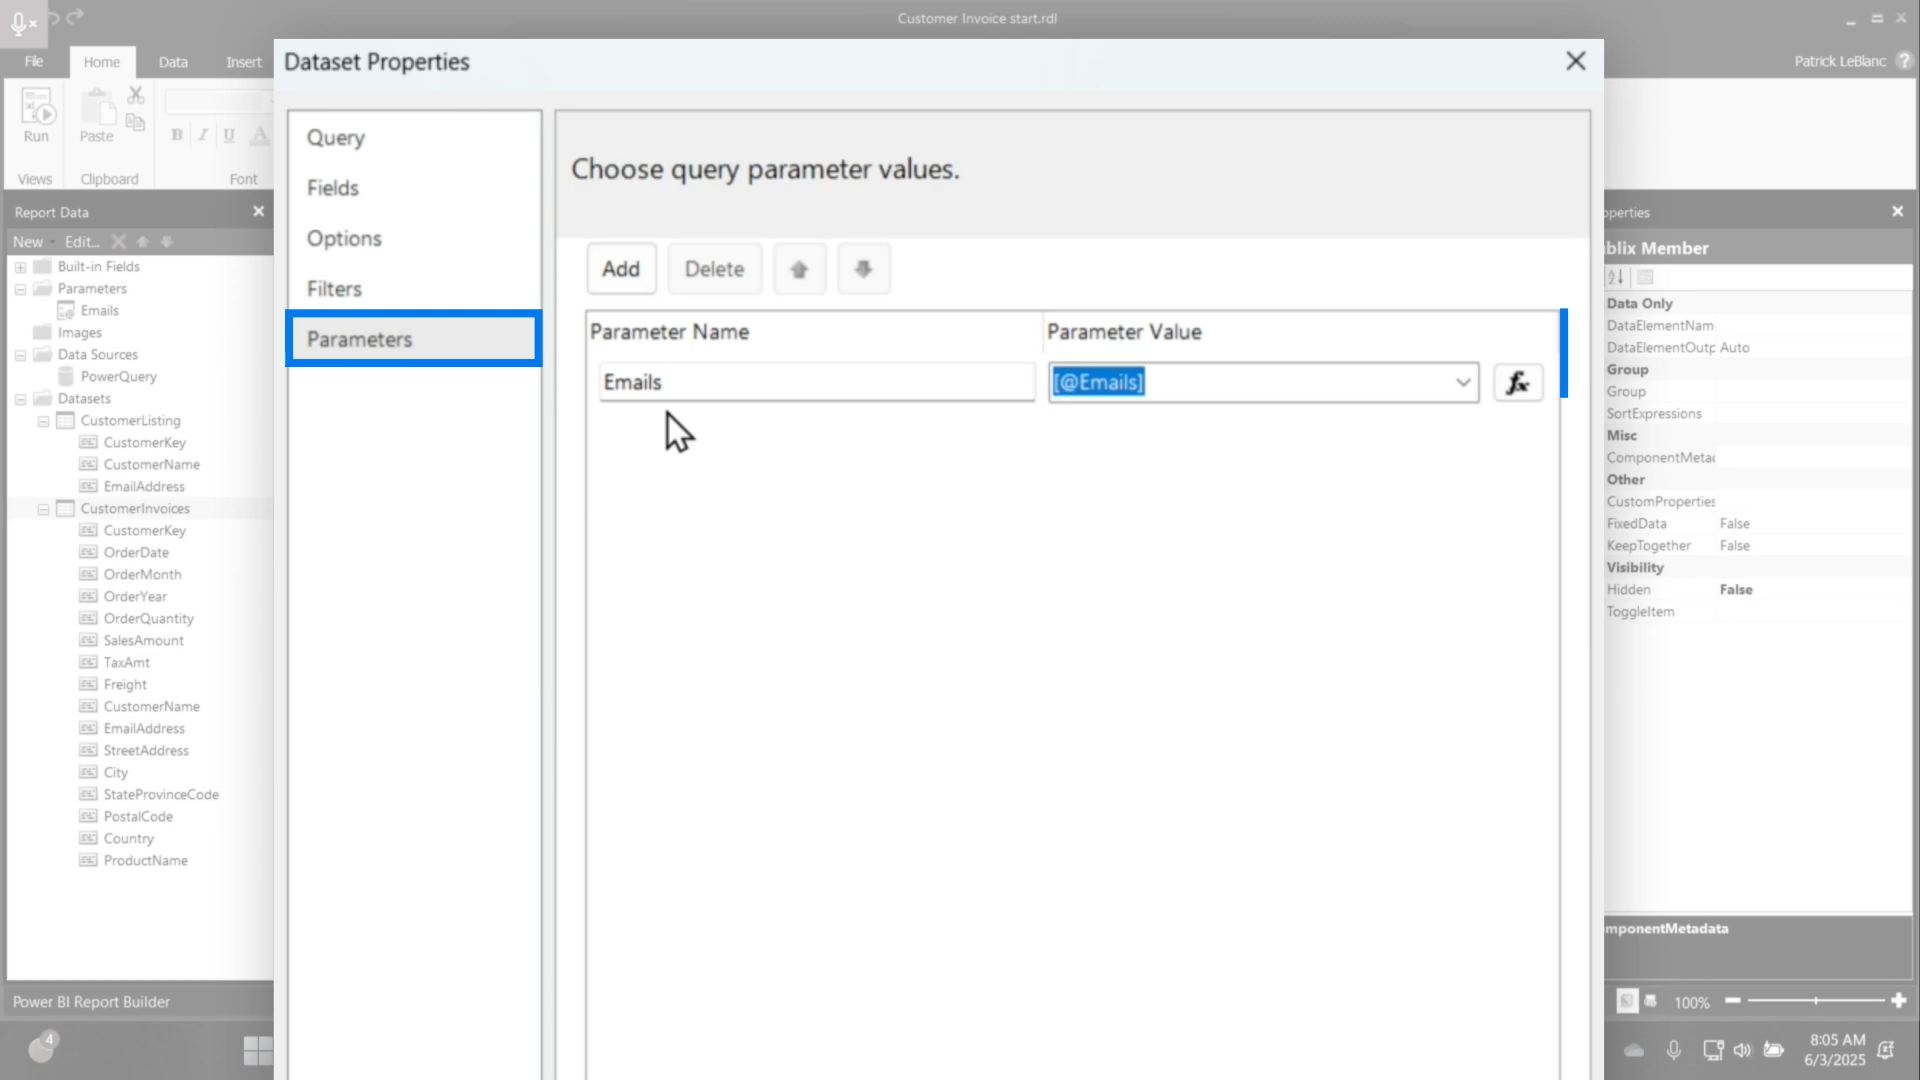 Customer Invoice start.rdl
File
Home
Data
Insert
Patrick LeBlanc
?
Run
Paste
B I U A
Views
Clipboard
Font
Dataset Properties
Query
Fields
Options
Filters
Parameters
Choose query parameter values.
Add
Delete
Parameter Name
Parameter Value
Emails
[@Emails]
fx
Report Data
New
Edit...
Built-in Fields
Parameters
Emails
Images
Data Sources
PowerQuery
Datasets
CustomerListing
CustomerKey
CustomerName
EmailAddress
CustomerInvoices
CustomerKey
OrderDate
OrderMonth
OrderYear
OrderQuantity
SalesAmount
TaxAmt
Freight
CustomerName
EmailAddress
StreetAddress
City
StateProvinceCode
PostalCode
Country
ProductName
operties
blix Member
Data Only
DataElementNam
DataElementOutp Auto
Group
Group
SortExpressions
Misc
ComponentMetad
Other
CustomProperties
FixedData False
KeepTogether False
Visibility
Hidden False
ToggleItem
mponentMetadata
Power BI Report Builder
100%
4
8:05 AM
6/3/2025